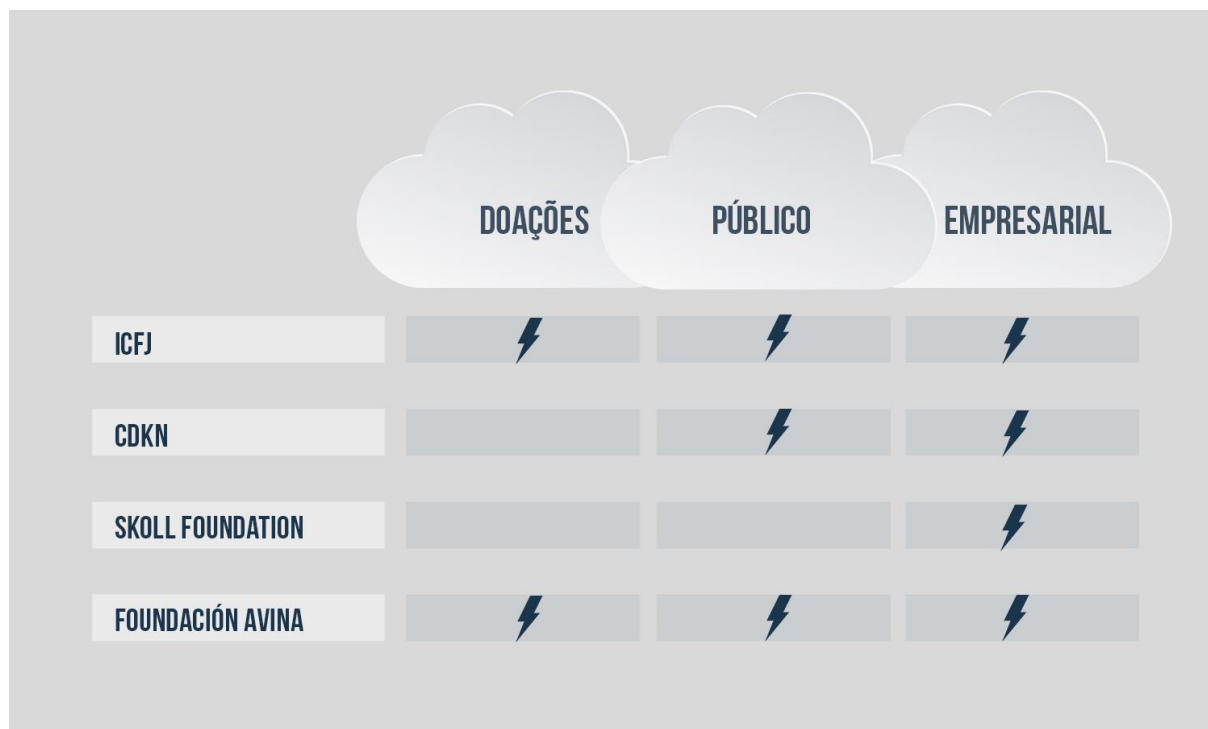 DOAÇÕES PÚBLICO EMPRESARIAL
ICFJ
CDKN
SKOLL FOUNDATION
FOUNDACIÓN AVINA